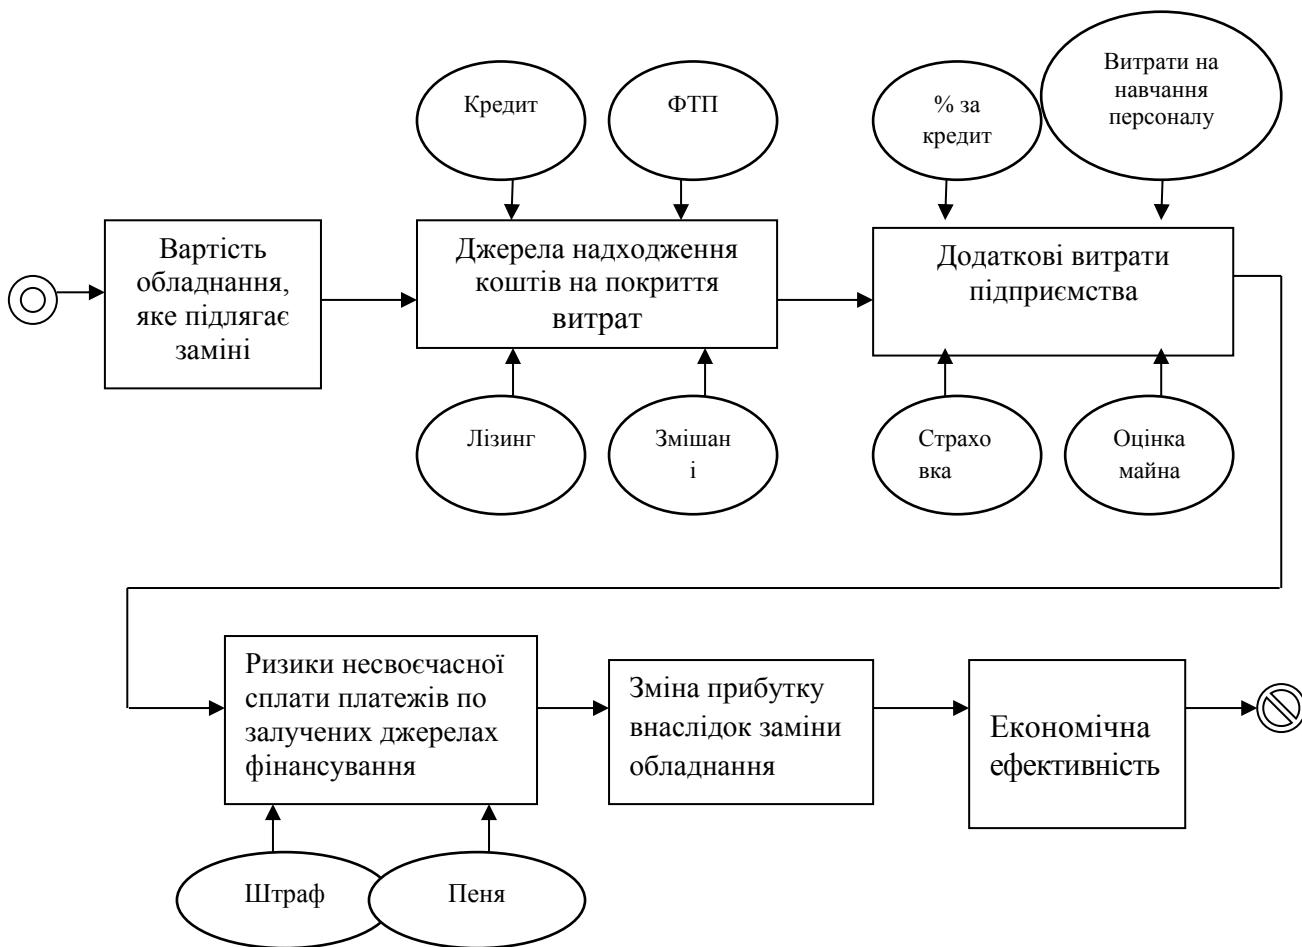 Кредит
ФТП
% за
кредит
Витрати на
навчання
персоналу
Вартість
обладнання,
яке підлягає
заміні
Джерела надходження
коштів на покриття
витрат
Додаткові витрати
підприємства
Лізинг
Змішан
і
Страхо
вка
Оцінка
майна
Ризики несвоєчасної
сплати платежів по
залучених джерелах
фінансування
Зміна прибутку
внаслідок заміни
обладнання
Економічна
ефективність
Штраф
Пеня